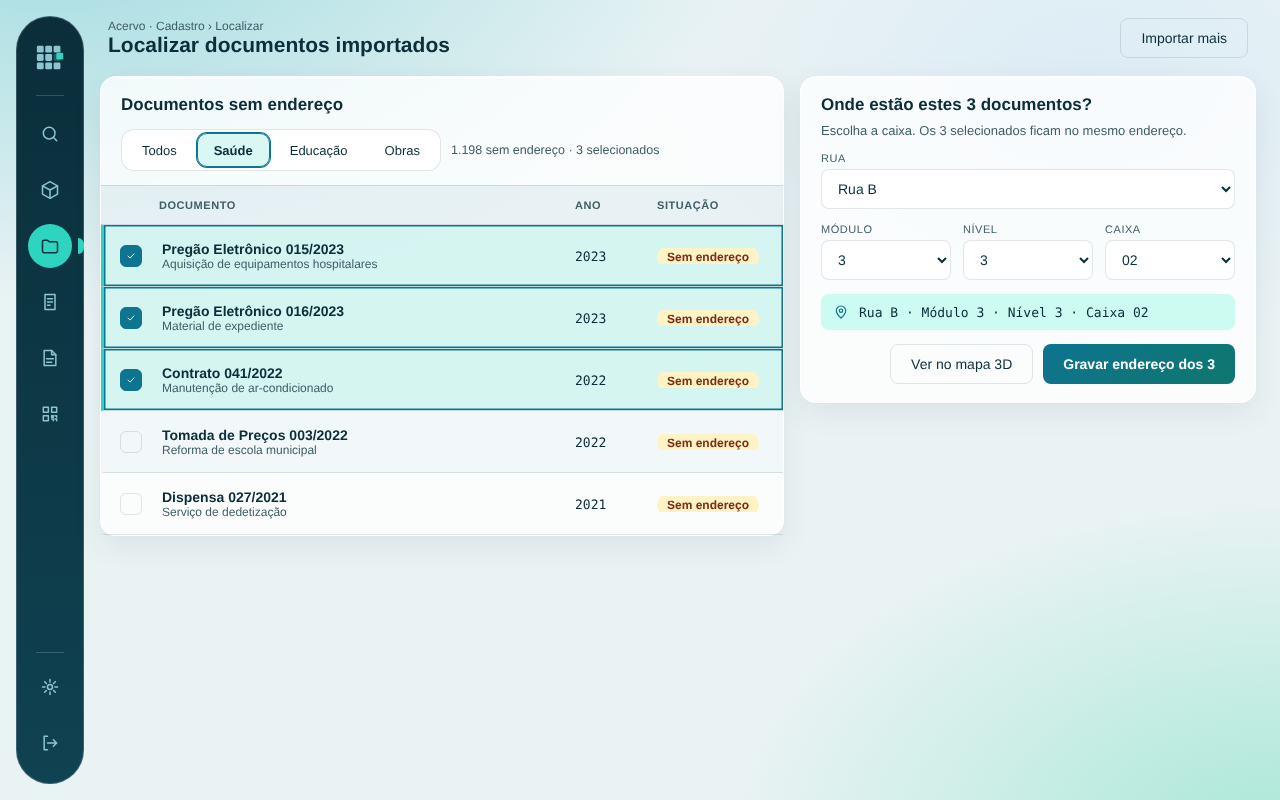 Acervo · Cadastro › Localizar
Localizar documentos importados
Importar mais
Documentos sem endereço
Todos Saúde Educação Obras 1.198 sem endereço · 3 selecionados
DOCUMENTO ANO SITUAÇÃO
Pregão Eletrônico 015/2023
Aquisição de equipamentos hospitalares
2023 Sem endereço
Pregão Eletrônico 016/2023
Material de expediente
2023 Sem endereço
Contrato 041/2022
Manutenção de ar-condicionado
2022 Sem endereço
Tomada de Preços 003/2022
Reforma de escola municipal
2022 Sem endereço
Dispensa 027/2021
Serviço de dedetização
2021 Sem endereço
Onde estão estes 3 documentos?
Escolha a caixa. Os 3 selecionados ficam no mesmo endereço.
RUA
Rua B
MÓDULO NÍVEL CAIXA
3 3 02
Rua B · Módulo 3 · Nível 3 · Caixa 02
Ver no mapa 3D Gravar endereço dos 3